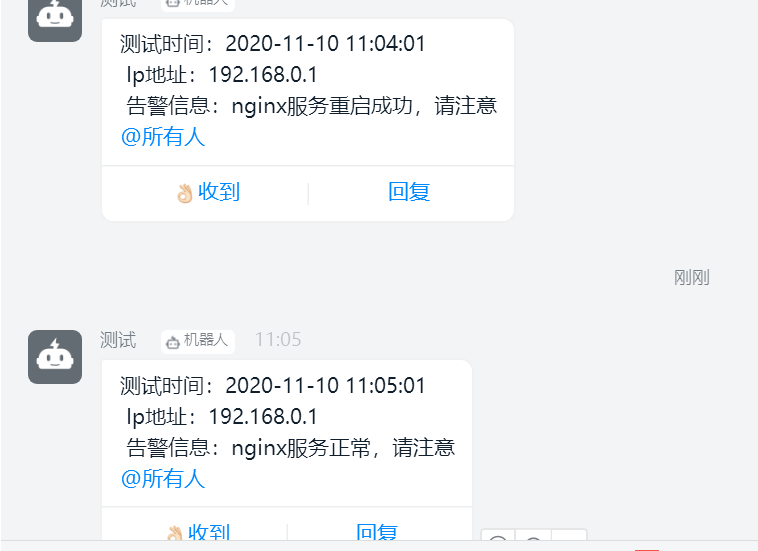 测试 机器人
测试时间：2020-11-10 11:04:01
Ip地址：192.168.0.1
告警信息：nginx服务重启成功，请注意
@所有人
👌🏻收到 回复
刚刚
测试 机器人 11:05
测试时间：2020-11-10 11:05:01
Ip地址：192.168.0.1
告警信息：nginx服务正常，请注意
@所有人
👌🏻收到 回复